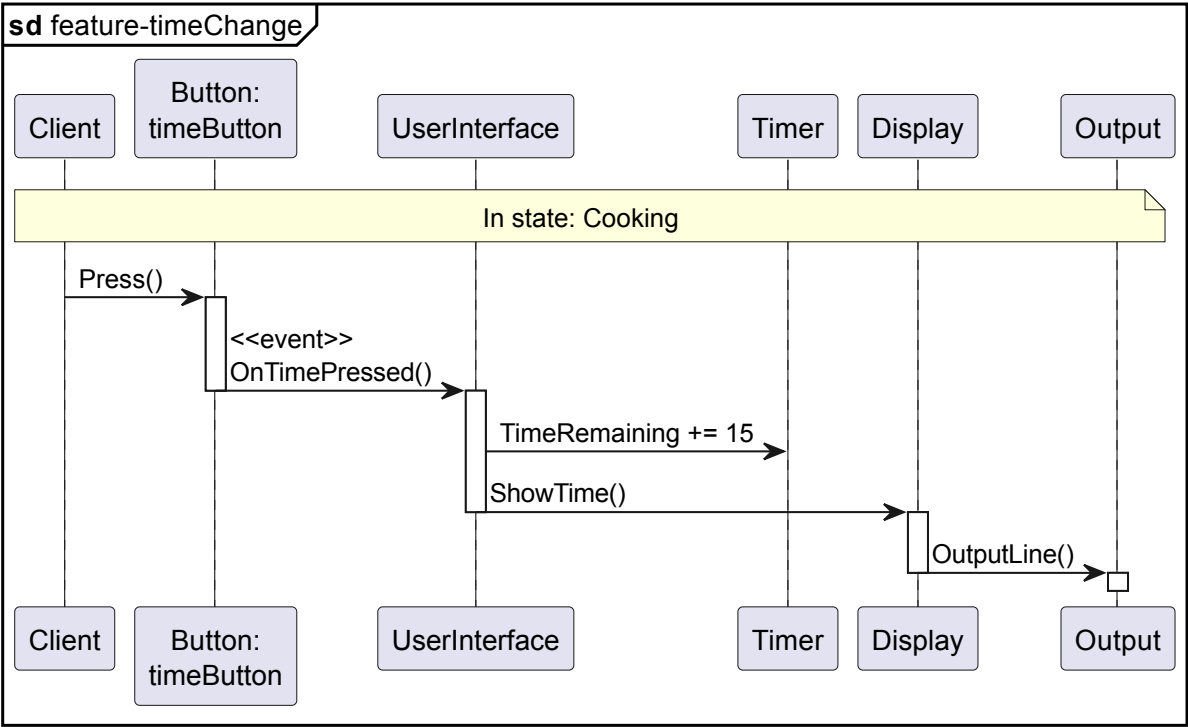 sd feature-timeChange
Client
Button:
timeButton
UserInterface
Timer
Display
Output
In state: Cooking
Press()
<<event>>
OnTimePressed()
TimeRemaining += 15
ShowTime()
OutputLine()
Client
Button:
timeButton
UserInterface
Timer
Display
Output